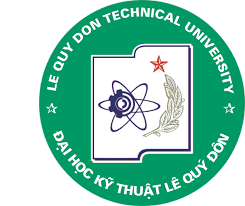 LE QUY DON TECHNICAL UNIVERSITY
ĐẠI HỌC KỸ THUẬT LÊ QUÝ ĐÔN